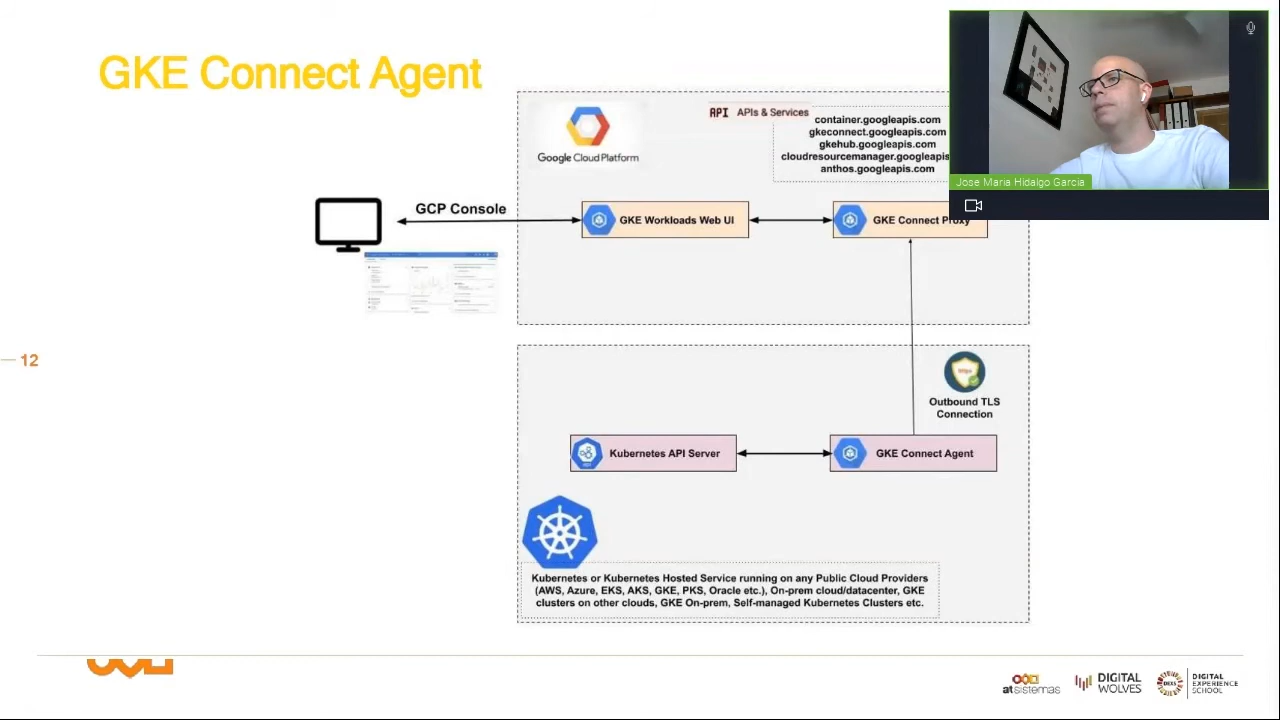 GKE Connect Agent
Google Cloud Platform
API APIs & Services
container.googleapis.com
gkeconnect.googleapis.com
gkehub.googleapis.com
cloudresourcemanager.googleapis
anthos.googleapis.com
Jose Maria Hidalgo Garcia
GCP Console
GKE Workloads Web UI
GKE Connect Proxy
12
https
Outbound TLS
Connection
Kubernetes API Server
GKE Connect Agent
Kubernetes or Kubernetes Hosted Service running on any Public Cloud Providers
(AWS, Azure, EKS, AKS, GKE, PKS, Oracle etc.), On-prem cloud/datacenter, GKE
clusters on other clouds, GKE On-prem, Self-managed Kubernetes Clusters etc.
atsistemas
DIGITAL
WOLVES
DEXS
DIGITAL
EXPERIENCE
SCHOOL